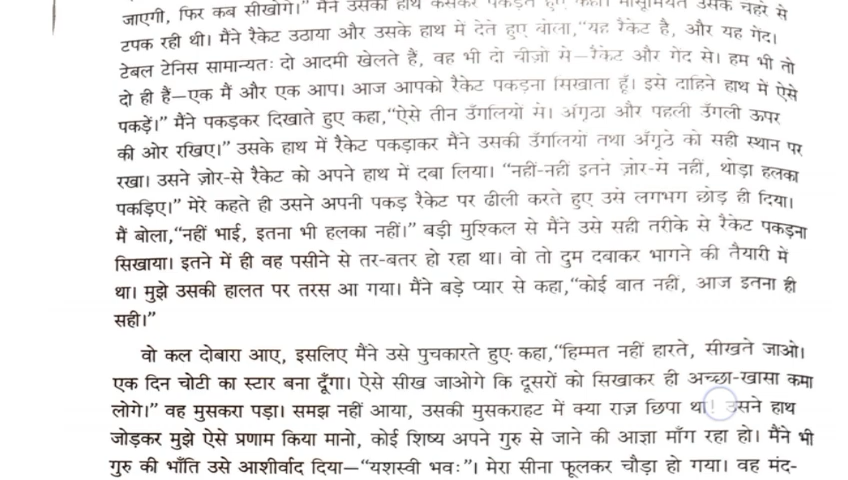 जाएगी, फिर कब सीखोगे।" मैंने उसका हाथ कसकर पकड़ते हुए कहा। मासूमियत उसके चेहरे से
टपक रही थी। मैंने रैकेट उठाया और उसके हाथ में देते हुए बोला,"यह रैकेट है, और यह गेंद।
टेबल टेनिस सामान्यतः दो आदमी खेलते हैं, वह भी दो चीज़ों से—रैकेट और गेंद से। हम भी तो
दो ही हैं—एक मैं और एक आप। आज आपको रैकेट पकड़ना सिखाता हूँ। इसे दाहिने हाथ में ऐसे
पकड़ें।" मैंने पकड़कर दिखाते हुए कहा,"ऐसे तीन उँगलियों से। अंगूठा और पहली उँगली ऊपर
की ओर रखिए।" उसके हाथ में रैकेट पकड़ाकर मैंने उसकी उँगलियों तथा अँगूठे को सही स्थान पर
रखा। उसने ज़ोर-से रैकेट को अपने हाथ में दबा लिया। "नहीं-नहीं इतने ज़ोर-से नहीं, थोड़ा हलका
पकड़िए।" मेरे कहते ही उसने अपनी पकड़ रैकेट पर ढीली करते हुए उसे लगभग छोड़ ही दिया।
मैं बोला,"नहीं भाई, इतना भी हलका नहीं।" बड़ी मुश्किल से मैंने उसे सही तरीके से रैकेट पकड़ना
सिखाया। इतने में ही वह पसीने से तर-बतर हो रहा था। वो तो दुम दबाकर भागने की तैयारी में
था। मुझे उसकी हालत पर तरस आ गया। मैंने बड़े प्यार से कहा,"कोई बात नहीं, आज इतना ही
सही।"
वो कल दोबारा आए, इसलिए मैंने उसे पुचकारते हुए कहा,"हिम्मत नहीं हारते, सीखते जाओ।
एक दिन चोटी का स्टार बना दूँगा। ऐसे सीख जाओगे कि दूसरों को सिखाकर ही अच्छा-खासा कमा
लोगे।" वह मुसकरा पड़ा। समझ नहीं आया, उसकी मुसकराहट में क्या राज़ छिपा था! उसने हाथ
जोड़कर मुझे ऐसे प्रणाम किया मानो, कोई शिष्य अपने गुरु से जाने की आज्ञा माँग रहा हो। मैंने भी
गुरु की भाँति उसे आशीर्वाद दिया—"यशस्वी भवः"। मेरा सीना फूलकर चौड़ा हो गया। वह मंद-